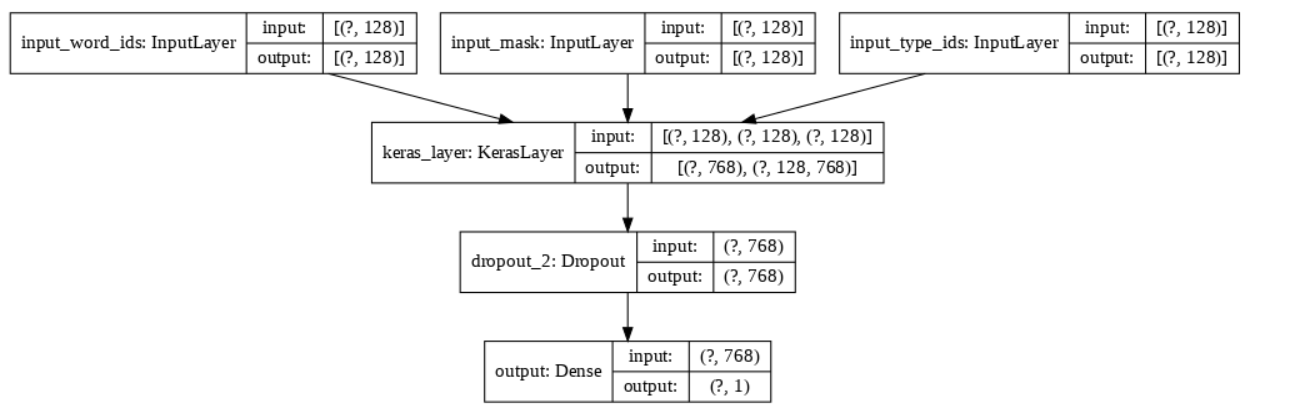 input_word_ids: InputLayer
input: [(?, 128)]
output: [(?, 128)]
input_mask: InputLayer
input: [(?, 128)]
output: [(?, 128)]
input_type_ids: InputLayer
input: [(?, 128)]
output: [(?, 128)]
keras_layer: KerasLayer
input: [(?, 128), (?, 128), (?, 128)]
output: [(?, 768), (?, 128, 768)]
dropout_2: Dropout
input: (?, 768)
output: (?, 768)
output: Dense
input: (?, 768)
output: (?, 1)